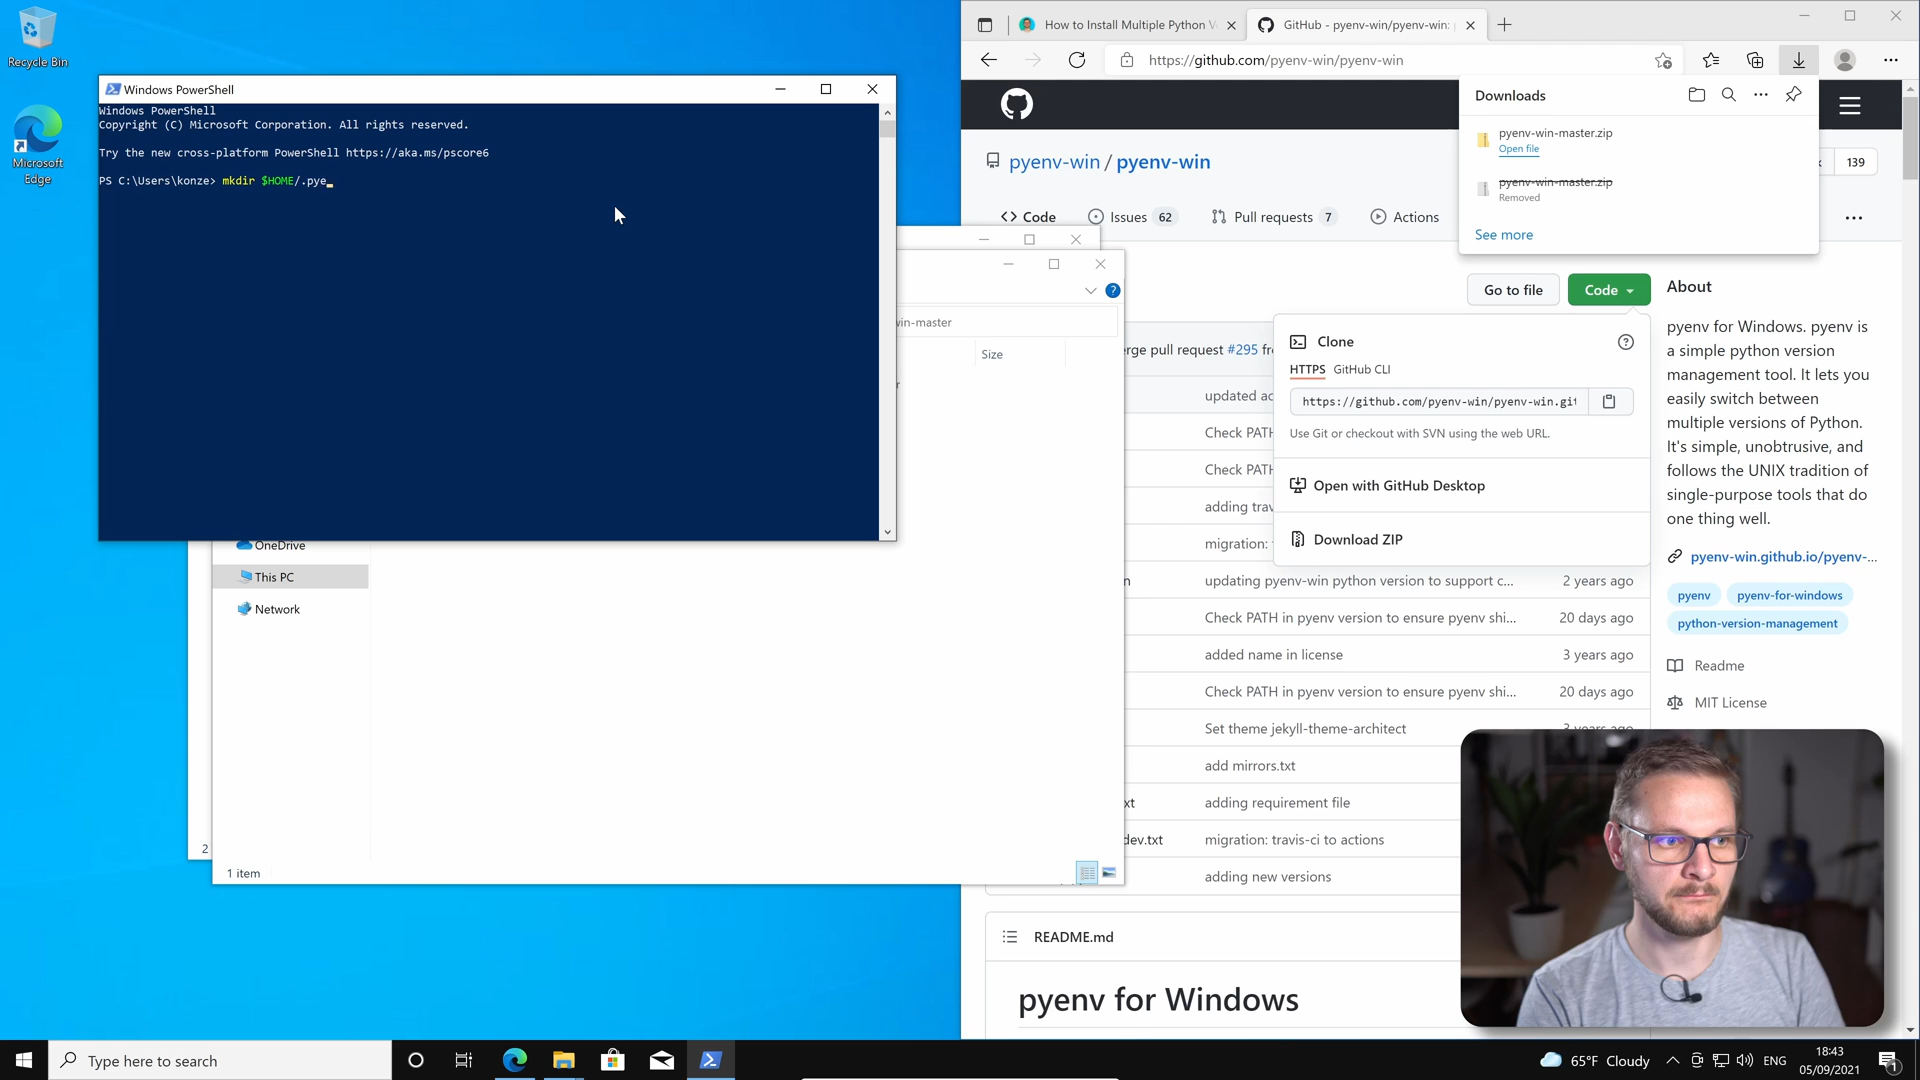 Recycle Bin
Microsoft
Edge
Windows PowerShell
Windows PowerShell
Copyright (C) Microsoft Corporation. All rights reserved.
Try the new cross-platform PowerShell https://aka.ms/pscore6
PS C:\Users\konze> mkdir $HOME/.pye_
win-master
Size
OneDrive
This PC
Network
2
1 item
How to Install Multiple Python V
GitHub - pyenv-win/pyenv-win:
https://github.com/pyenv-win/pyenv-win
Downloads
pyenv-win-master.zip
Open file
pyenv-win-master.zip
Removed
See more
pyenv-win / pyenv-win
139
Code
Issues 62
Pull requests 7
Actions
Go to file
Code
About
pyenv for Windows. pyenv is
a simple python version
management tool. It lets you
easily switch between
multiple versions of Python.
It's simple, unobtrusive, and
follows the UNIX tradition of
single-purpose tools that do
one thing well.
pyenv-win.github.io/pyenv-...
pyenv
pyenv-for-windows
python-version-management
Readme
MIT License
Clone
HTTPS
GitHub CLI
https://github.com/pyenv-win/pyenv-win.git
Use Git or checkout with SVN using the web URL.
Open with GitHub Desktop
Download ZIP
erge pull request #295 fr
updated ac
Check PATH
Check PATH
adding trav
migration:
n updating pyenv-win python version to support c... 2 years ago
Check PATH in pyenv version to ensure pyenv shi... 20 days ago
added name in license 3 years ago
Check PATH in pyenv version to ensure pyenv shi... 20 days ago
Set theme jekyll-theme-architect 3 years ago
add mirrors.txt
xt adding requirement file
dev.txt migration: travis-ci to actions
adding new versions
README.md
pyenv for Windows
Type here to search
65°F Cloudy
ENG
18:43
05/09/2021
1